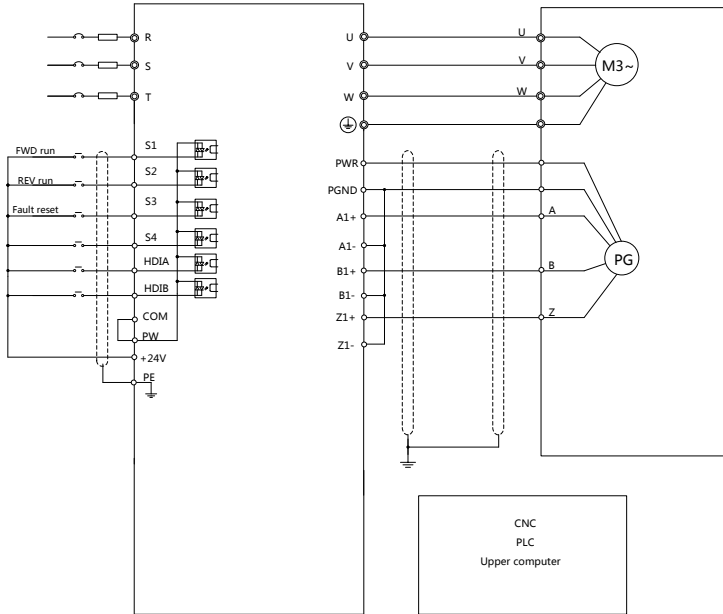 R
S
T
U
V
W
U
V
W
M3~
FWD run
REV run
Fault reset
S1
S2
S3
S4
HDIA
HDIB
COM
PW
+24V
PE
PWR
PGND
A1+
A1-
B1+
B1-
Z1+
Z1-
A
B
Z
PG
CNC
PLC
Upper computer